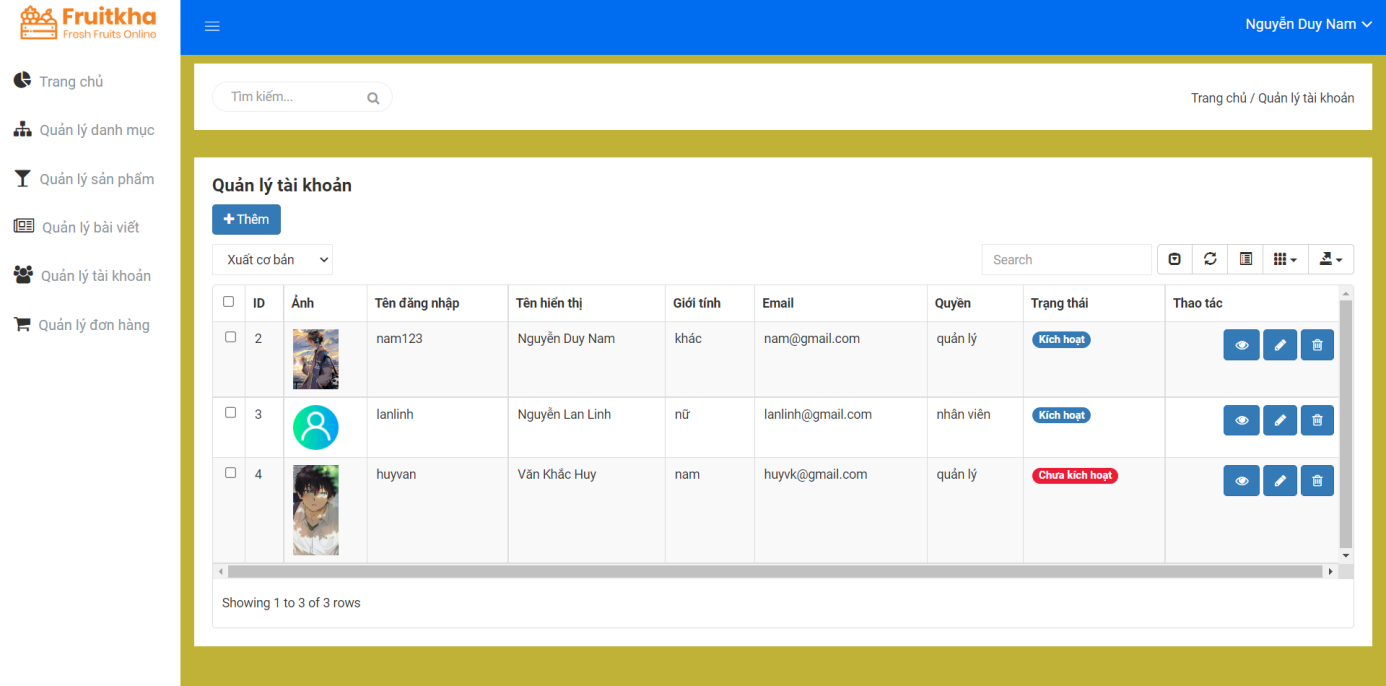 Fruitkha
Fresh Fruits Online
Nguyễn Duy Nam
Trang chủ
Quản lý danh mục
Quản lý sản phẩm
Quản lý bài viết
Quản lý tài khoản
Quản lý đơn hàng
Tìm kiếm...
Trang chủ / Quản lý tài khoản
Quản lý tài khoản
Thêm
Xuất cơ bản
Search
ID Ảnh Tên đăng nhập Tên hiển thị Giới tính Email Quyền Trạng thái Thao tác
2 nam123 Nguyễn Duy Nam khác nam@gmail.com quản lý Kích hoạt
3 lanlinh Nguyễn Lan Linh nữ lanlinh@gmail.com nhân viên Kích hoạt
4 huyvan Văn Khắc Huy nam huyvk@gmail.com quản lý Chưa kích hoạt
Showing 1 to 3 of 3 rows